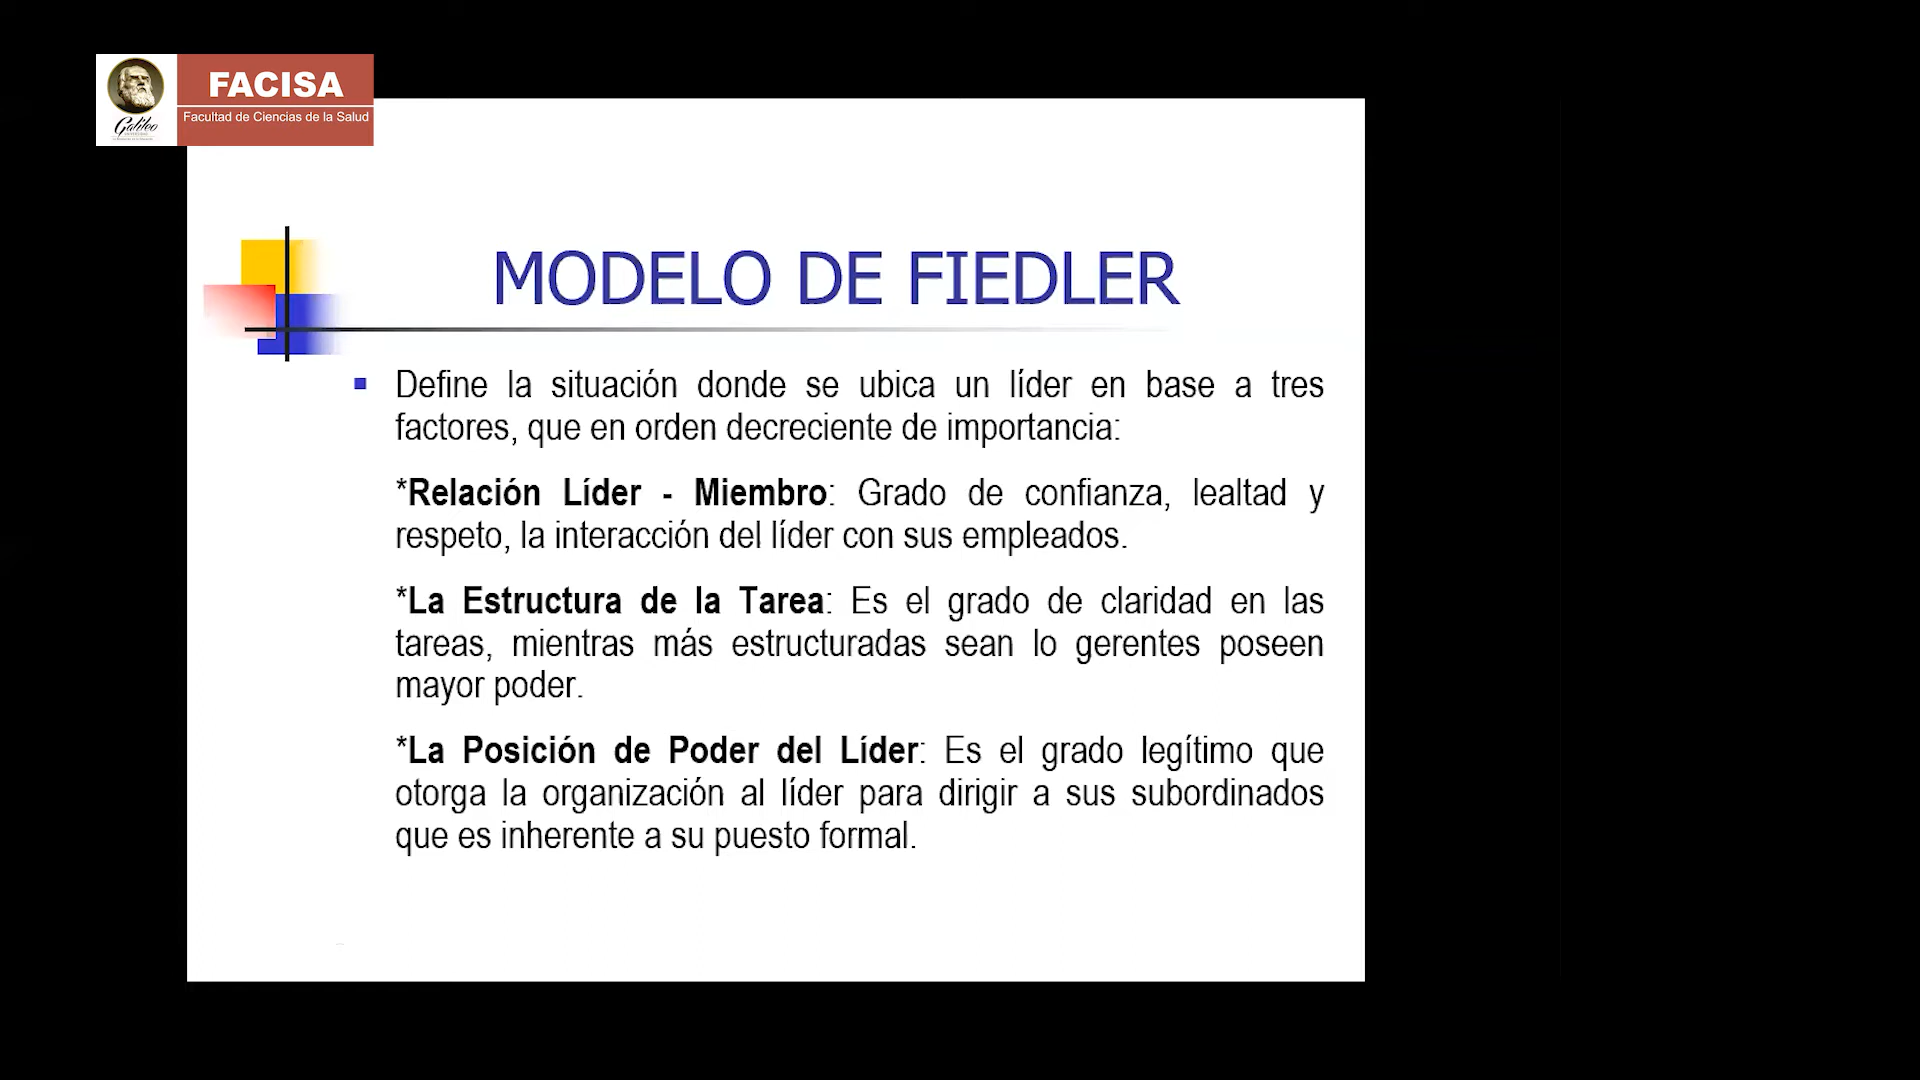 FACISA
Facultad de Ciencias de la Salud
Galileo
MODELO DE FIEDLER
Define la situación donde se ubica un líder en base a tres
factores, que en orden decreciente de importancia:
*Relación Líder - Miembro: Grado de confianza, lealtad y
respeto, la interacción del líder con sus empleados.
*La Estructura de la Tarea: Es el grado de claridad en las
tareas, mientras más estructuradas sean lo gerentes poseen
mayor poder.
*La Posición de Poder del Líder: Es el grado legítimo que
otorga la organización al líder para dirigir a sus subordinados
que es inherente a su puesto formal.